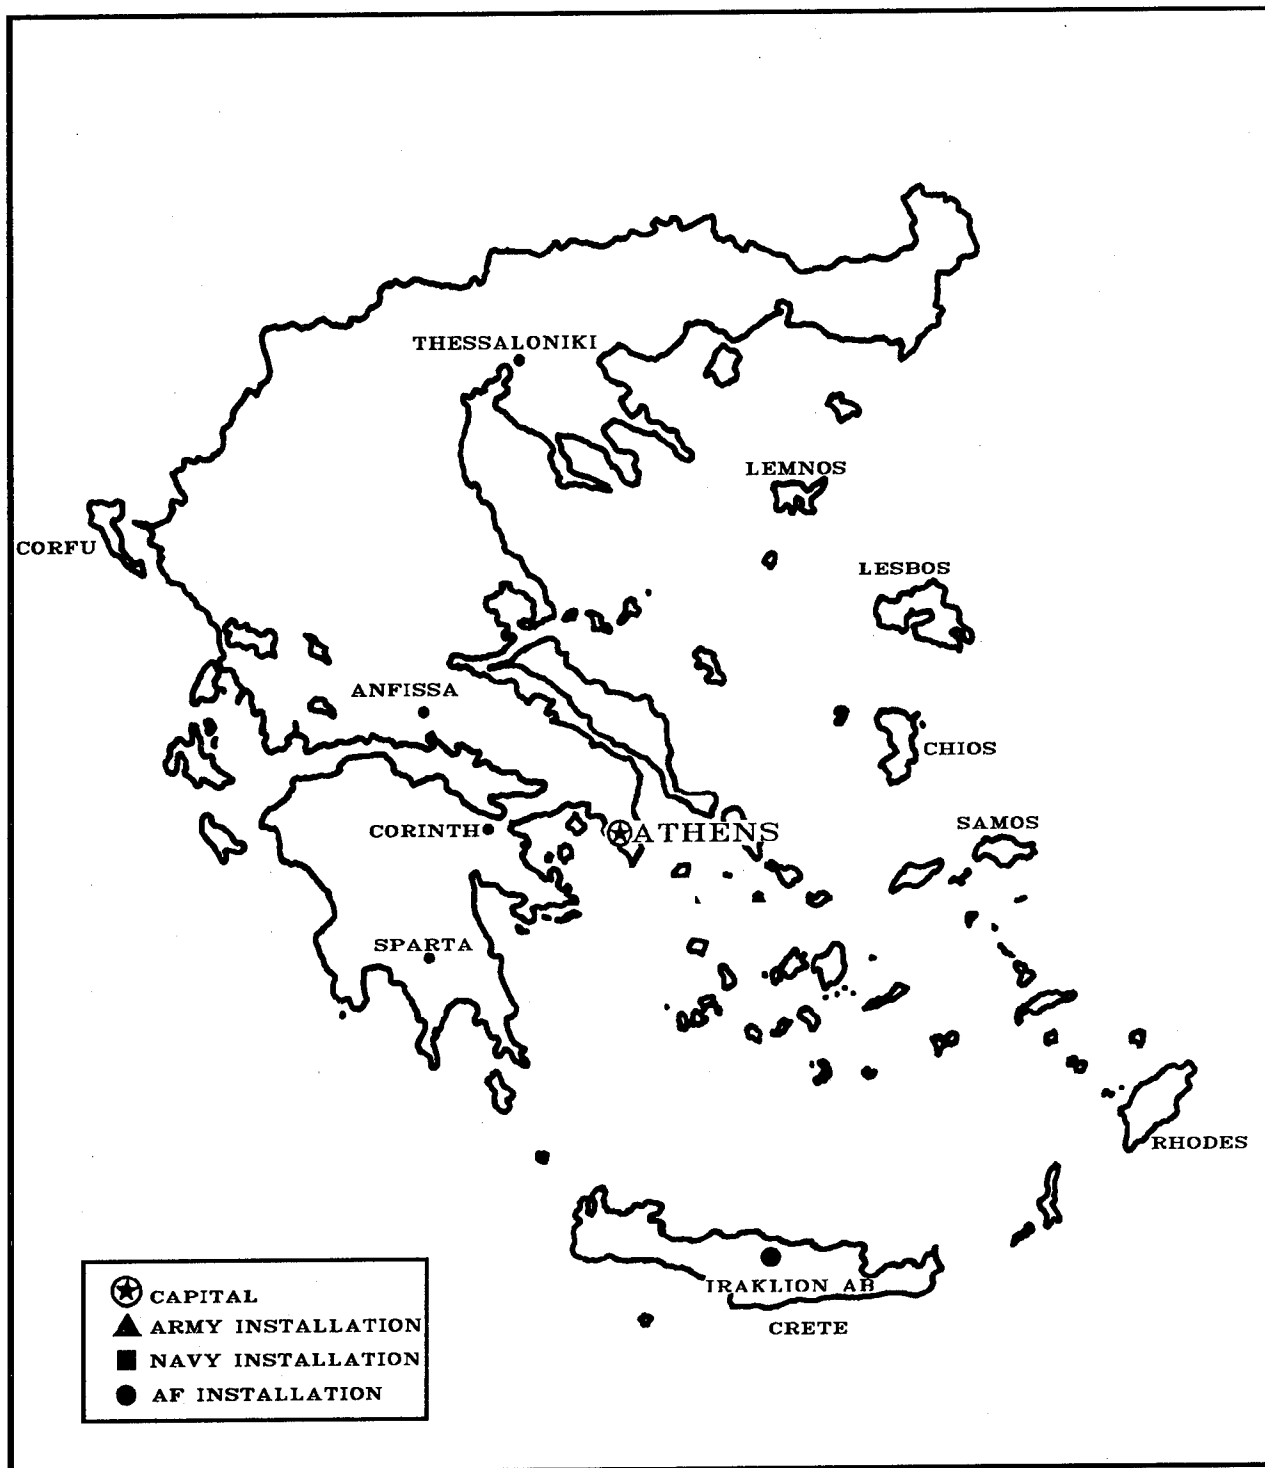 THESSALONIKI
LEMNOS
CORFU
LESBOS
ANFISSA
CHIOS
CORINTH
ATHENS
SAMOS
SPARTA
RHODES
IRAKLION AB
CRETE
CAPITAL
ARMY INSTALLATION
NAVY INSTALLATION
AF INSTALLATION